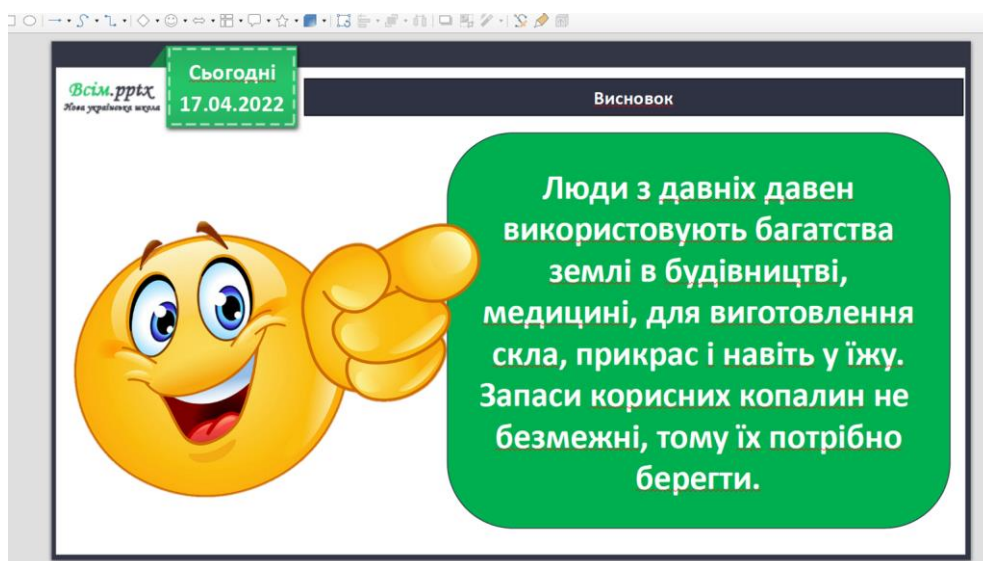 Всім.pptx
Нова українська школа
Сьогодні
17.04.2022
Висновок
Люди з давніх давен
використовують багатства
землі в будівництві,
медицині, для виготовлення
скла, прикрас і навіть у їжу.
Запаси корисних копалин не
безмежні, тому їх потрібно
берегти.